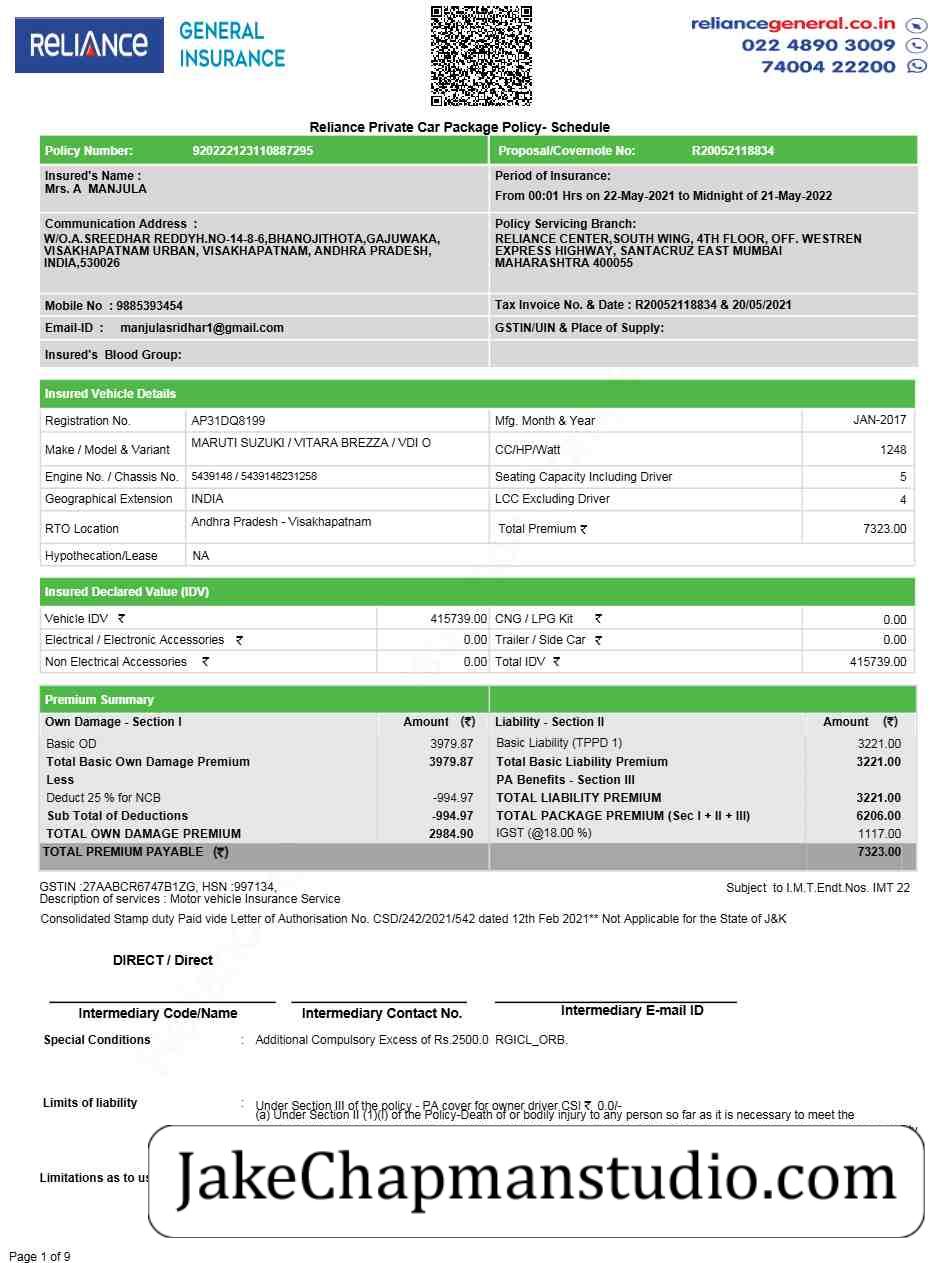 RELIANCE GENERAL INSURANCE
reliancegeneral.co.in
022 4890 3009
74004 22200
Reliance Private Car Package Policy- Schedule
Policy Number: 920222123110887295 Proposal/Covernote No: R20052118834
Insured's Name :
Mrs. A MANJULA
Period of Insurance:
From 00:01 Hrs on 22-May-2021 to Midnight of 21-May-2022
Communication Address :
W/O.A.SREEDHAR REDDYH.NO-14-8-6,BHANOJITHOTA,GAJUWAKA,
VISAKHAPATNAM URBAN, VISAKHAPATNAM, ANDHRA PRADESH,
INDIA,530026
Policy Servicing Branch:
RELIANCE CENTER,SOUTH WING, 4TH FLOOR, OFF. WESTREN
EXPRESS HIGHWAY, SANTACRUZ EAST MUMBAI
MAHARASHTRA 400055
Mobile No : 9885393454 Tax Invoice No. & Date : R20052118834 & 20/05/2021
Email-ID : manjulasridhar1@gmail.com GSTIN/UIN & Place of Supply:
Insured's Blood Group:
Insured Vehicle Details
Registration No. AP31DQ8199 Mfg. Month & Year JAN-2017
Make / Model & Variant MARUTI SUZUKI / VITARA BREZZA / VDI O CC/HP/Watt 1248
Engine No. / Chassis No. 5439148 / 5439148231258 Seating Capacity Including Driver 5
Geographical Extension INDIA LCC Excluding Driver 4
RTO Location Andhra Pradesh - Visakhapatnam Total Premium ₹ 7323.00
Hypothecation/Lease NA
Insured Declared Value (IDV)
Vehicle IDV ₹ 415739.00 CNG / LPG Kit ₹ 0.00
Electrical / Electronic Accessories ₹ 0.00 Trailer / Side Car ₹ 0.00
Non Electrical Accessories ₹ 0.00 Total IDV ₹ 415739.00
Premium Summary
Own Damage - Section I Amount (₹) Liability - Section II Amount (₹)
Basic OD 3979.87 Basic Liability (TPPD 1) 3221.00
Total Basic Own Damage Premium 3979.87 Total Basic Liability Premium 3221.00
Less PA Benefits - Section III
Deduct 25 % for NCB -994.97 TOTAL LIABILITY PREMIUM 3221.00
Sub Total of Deductions -994.97 TOTAL PACKAGE PREMIUM (Sec I + II + III) 6206.00
TOTAL OWN DAMAGE PREMIUM 2984.90 IGST (@18.00 %) 1117.00
TOTAL PREMIUM PAYABLE (₹) 7323.00
GSTIN :27AABCR6747B1ZG, HSN :997134, Subject to I.M.T.Endt.Nos. IMT 22
Description of services : Motor vehicle Insurance Service
Consolidated Stamp duty Paid vide Letter of Authorisation No. CSD/242/2021/542 dated 12th Feb 2021** Not Applicable for the State of J&K
DIRECT / Direct
Intermediary Code/Name Intermediary Contact No. Intermediary E-mail ID
Special Conditions : Additional Compulsory Excess of Rs.2500.0 RGICL_ORB.
Limits of liability : Under Section III of the policy - PA cover for owner driver CSI ₹ 0.0/-
(a) Under Section II (1)(I) of the Policy-Death of or bodily injury to any person so far as it is necessary to meet the
Limitations as to us
JakeChapmanstudio.com
Page 1 of 9